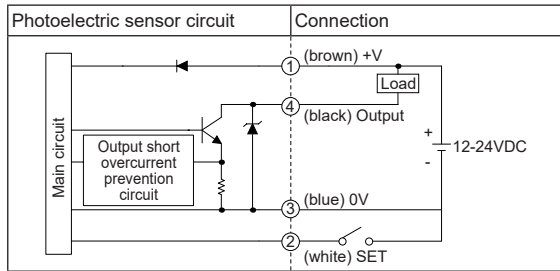 Photoelectric sensor circuit
Connection
Main circuit
Output short
overcurrent
prevention
circuit
1
(brown) +V
Load
4
(black) Output
+
12-24VDC
-
3
(blue) 0V
2
(white) SET